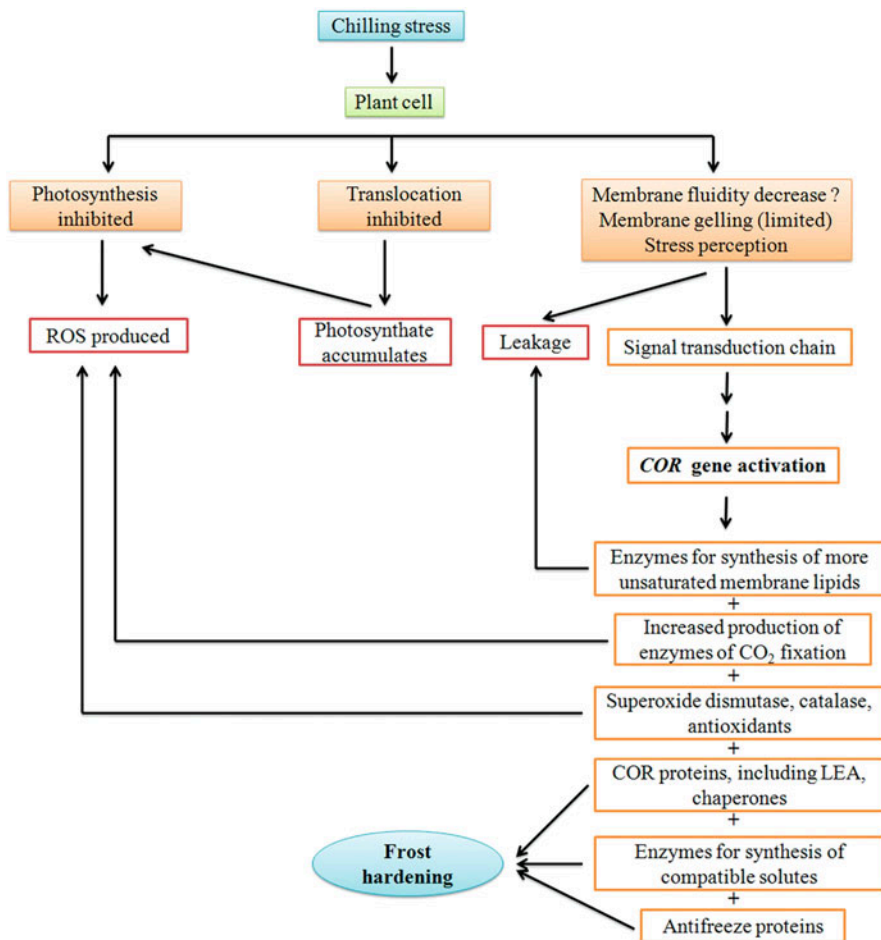 Chilling stress
Plant cell
Photosynthesis
inhibited
Translocation
inhibited
Membrane fluidity decrease ?
Membrane gelling (limited)
Stress perception
ROS produced
Photosynthate
accumulates
Leakage
Signal transduction chain
COR gene activation
Enzymes for synthesis of more
unsaturated membrane lipids
+
Increased production of
enzymes of CO₂ fixation
+
Superoxide dismutase, catalase,
antioxidants
+
COR proteins, including LEA,
chaperones
+
Frost
hardening
Enzymes for synthesis of
compatible solutes
+
Antifreeze proteins